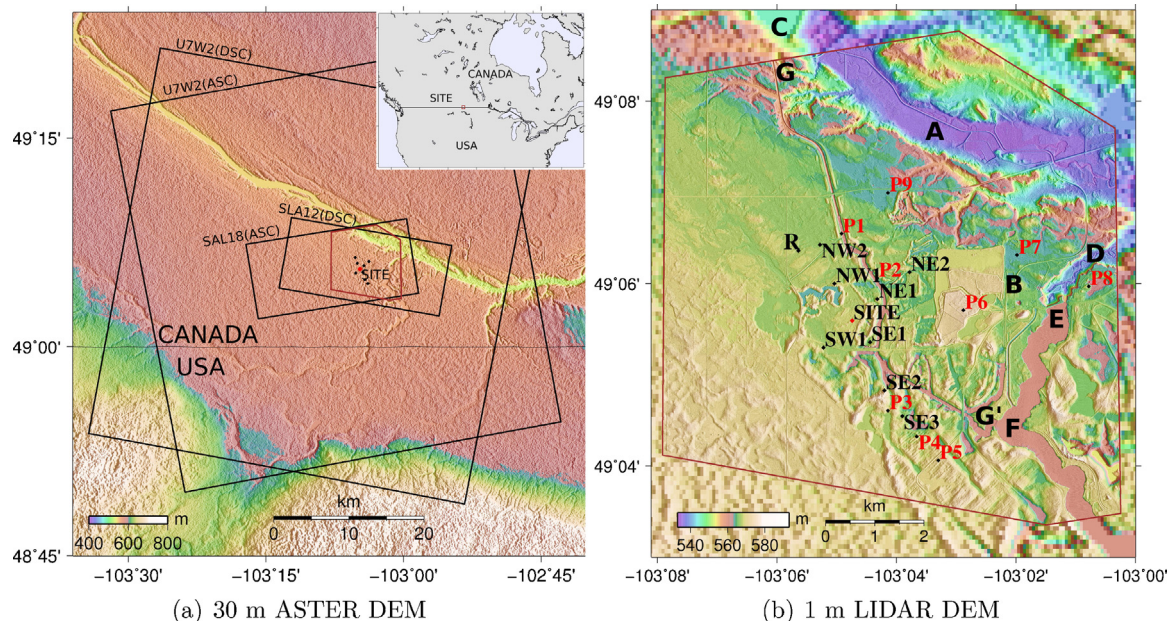 U7W2(DSC)
U7W2(ASC)
CANADA
SITE
USA
SLA12(DSC)
SAL18(ASC)
SITE
CANADA
USA
49°15'
49°00'
48°45'
km
0 10 20
m
400 600 800
−103°30' −103°15' −103°00' −102°45'
(a) 30 m ASTER DEM
C
G
A
P9
P1
R
NW2
P7
D
P2
NE2
NW1
B
P8
NE1
P6
SITE
E
SW1
SE1
SE2
P3
G'
SE3
F
P4
P5
49°08'
49°06'
49°04'
m
540 560 580
km
0 1 2
−103°08' −103°06' −103°04' −103°02' −103°00'
(b) 1 m LIDAR DEM